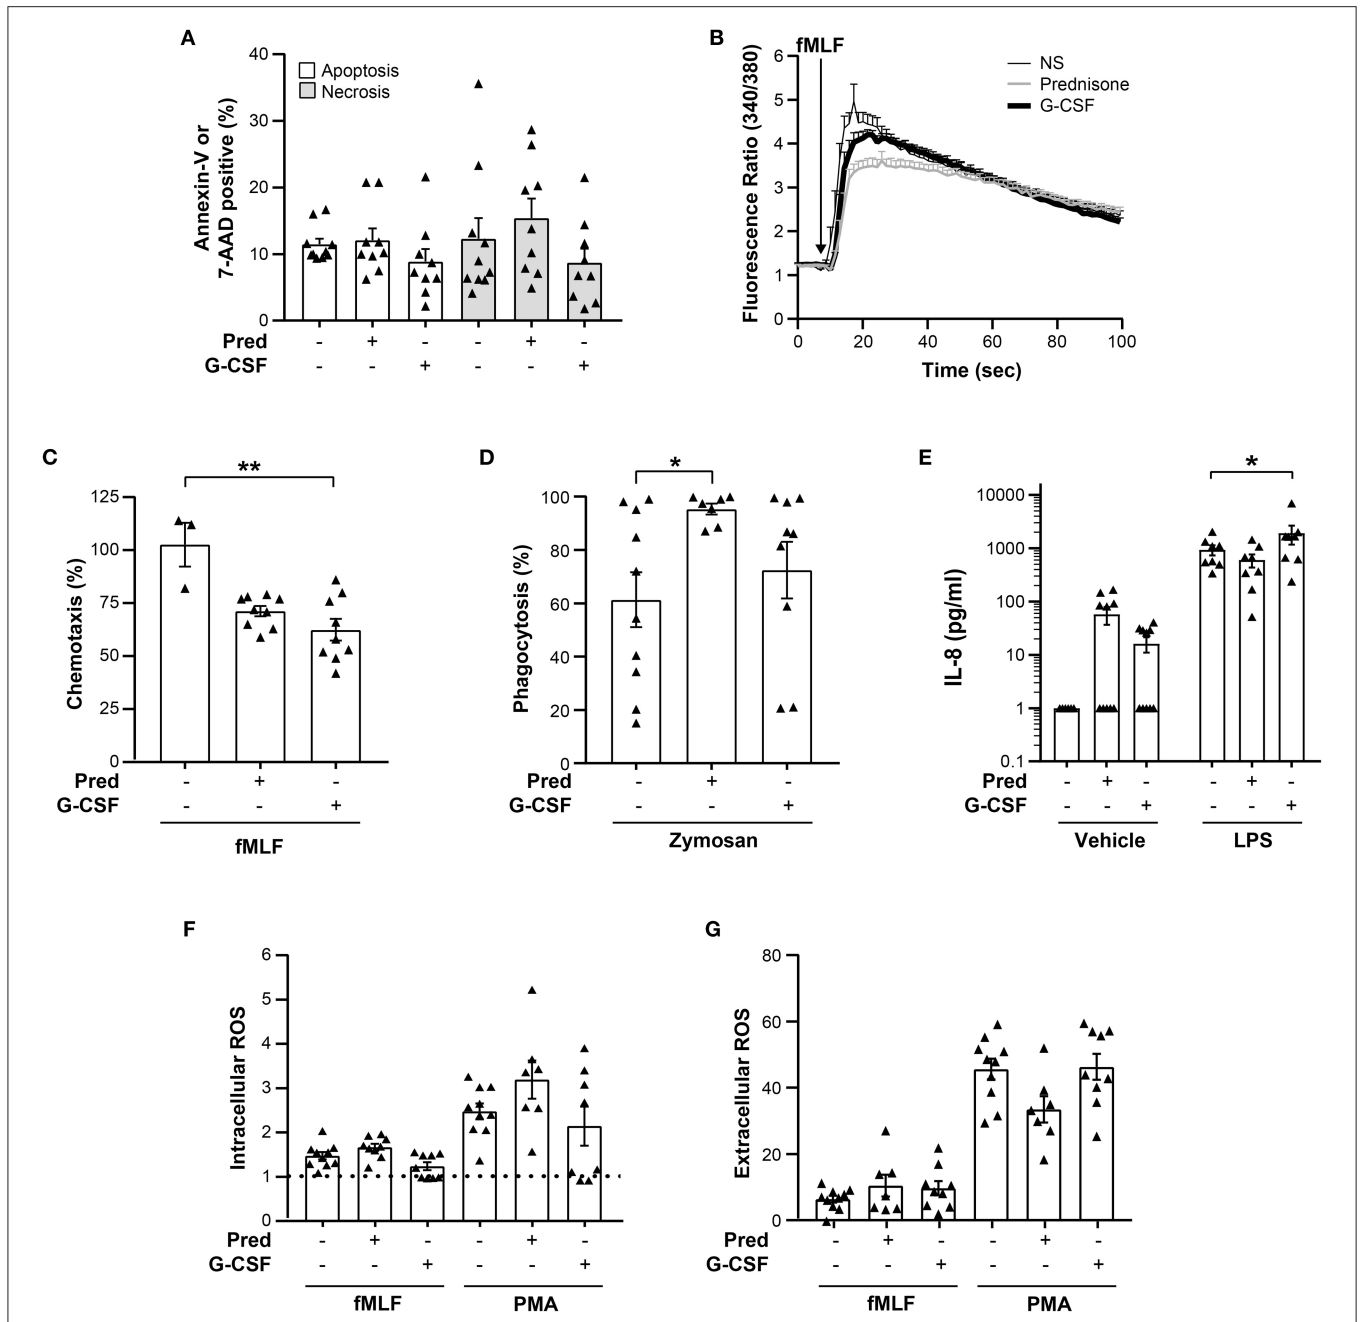 A
Annexin-V or
7-AAD positive (%)
40
30
20
10
0
Apoptosis
Necrosis
Pred - + - - + -
G-CSF - - + - - +
B
fMLF
Fluorescence Ratio (340/380)
6
5
4
3
2
1
0
NS
Prednisone
G-CSF
0 20 40 60 80 100
Time (sec)
C
**
Chemotaxis (%)
125
100
75
50
25
0
Pred - + -
G-CSF - - +
fMLF
D
*
Phagocytosis (%)
100
80
60
40
20
0
Pred - + -
G-CSF - - +
Zymosan
E
*
IL-8 (pg/ml)
10000
1000
100
10
1
0.1
Pred - + - - + -
G-CSF - - + - - +
Vehicle LPS
F
Intracellular ROS
6
5
4
3
2
1
0
Pred - + - - + -
G-CSF - - + - - +
fMLF PMA
G
Extracellular ROS
80
60
40
20
0
Pred - + - - + -
G-CSF - - + - - +
fMLF PMA